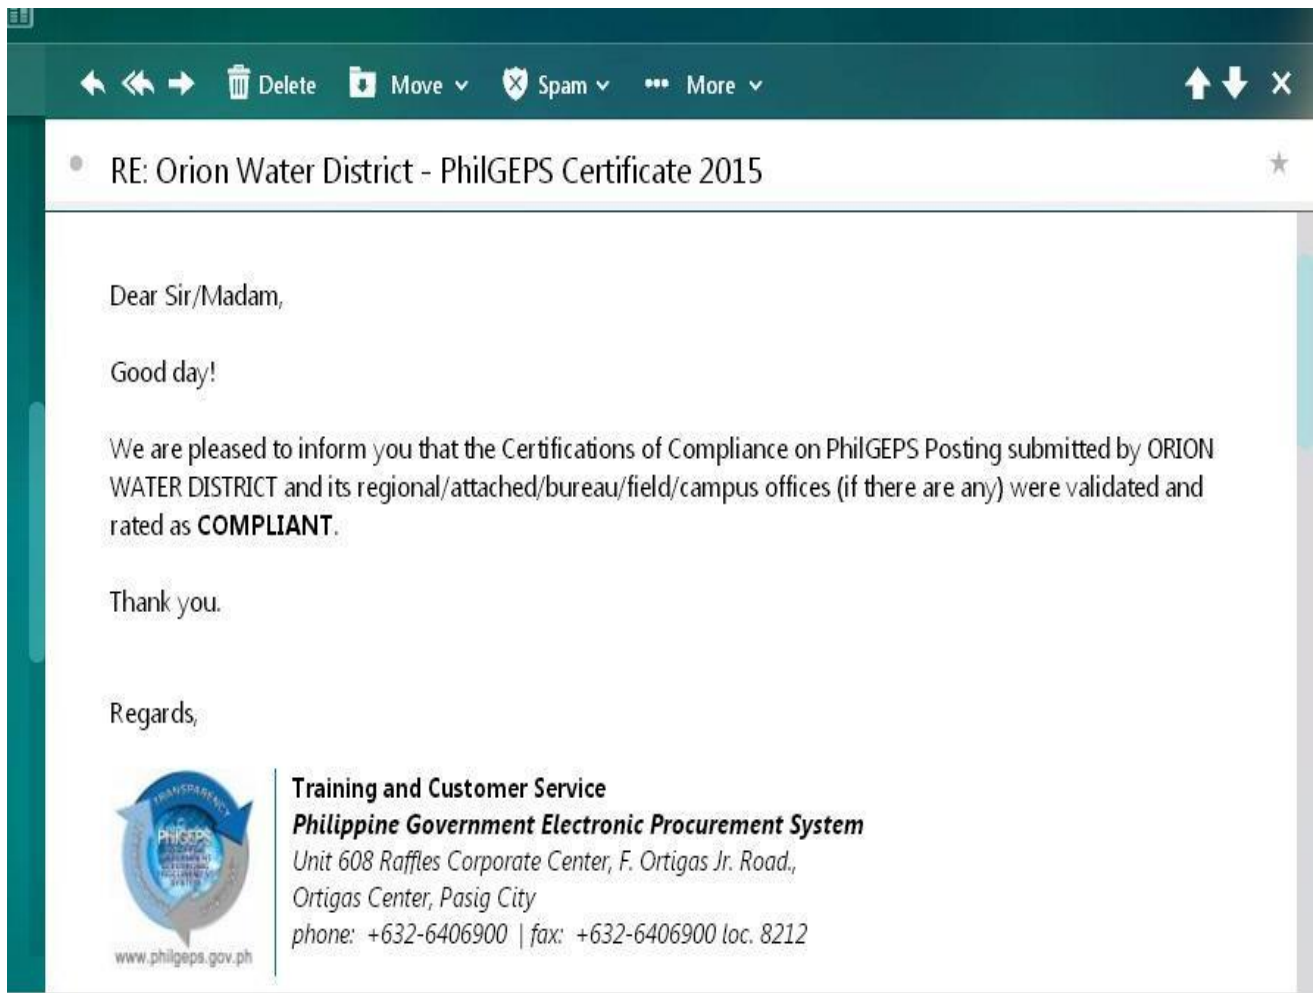 Delete Move Spam More
RE: Orion Water District - PhilGEPS Certificate 2015
Dear Sir/Madam,
Good day!
We are pleased to inform you that the Certifications of Compliance on PhilGEPS Posting submitted by ORION
WATER DISTRICT and its regional/attached/bureau/field/campus offices (if there are any) were validated and
rated as COMPLIANT.
Thank you.
Regards,
TRANSPARENCY
PHILGEPS
www.philgeps.gov.ph
Training and Customer Service
Philippine Government Electronic Procurement System
Unit 608 Raffles Corporate Center, F. Ortigas Jr. Road.,
Ortigas Center, Pasig City
phone: +632-6406900 | fax: +632-6406900 loc. 8212